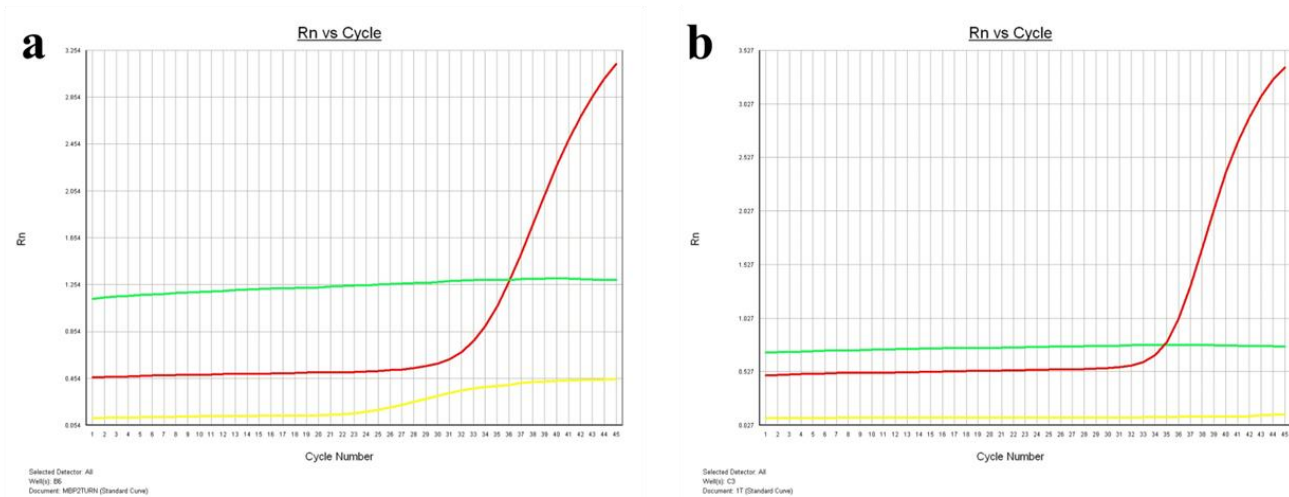 a
Rn vs Cycle
3.254
2.854
2.454
2.054
1.654
1.254
0.854
0.454
0.054
Rn
1 2 3 4 5 6 7 8 9 10 11 12 13 14 15 16 17 18 19 20 21 22 23 24 25 26 27 28 29 30 31 32 33 34 35 36 37 38 39 40 41 42 43 44 45
Cycle Number
Selected Detector: All
Well(s): B6
Document: MBP2TURN (Standard Curve)
b
Rn vs Cycle
3.527
3.027
2.527
2.027
1.527
1.027
0.527
0.027
Rn
1 2 3 4 5 6 7 8 9 10 11 12 13 14 15 16 17 18 19 20 21 22 23 24 25 26 27 28 29 30 31 32 33 34 35 36 37 38 39 40 41 42 43 44 45
Cycle Number
Selected Detector: All
Well(s): C3
Document: 1T (Standard Curve)